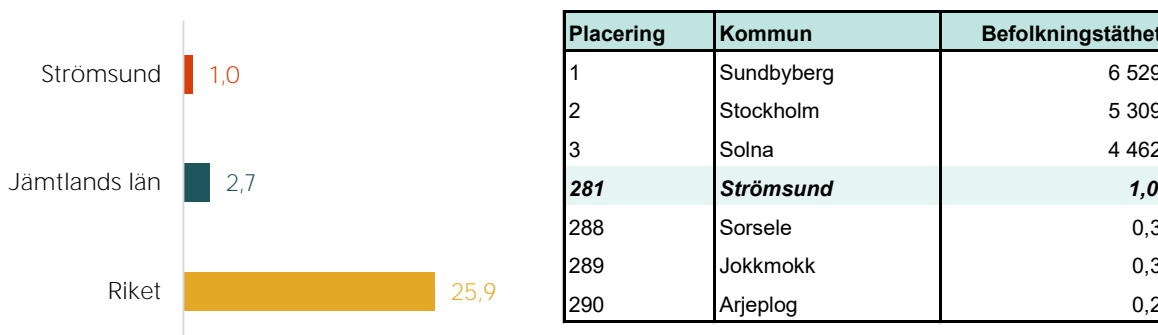 Strömsund 1,0
Jämtlands län 2,7
Riket 25,9
Placering Kommun Befolkningstäthet
1 Sundbyberg 6 529
2 Stockholm 5 309
3 Solna 4 462
281 Strömsund 1,0
288 Sorsele 0,3
289 Jokkmokk 0,3
290 Arjeplog 0,2